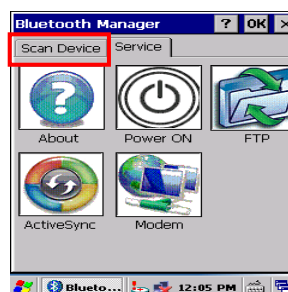 Bluetooth Manager ? OK ×
Scan Device Service
About Power ON FTP
ActiveSync Modem
Blueto... 12:05 PM